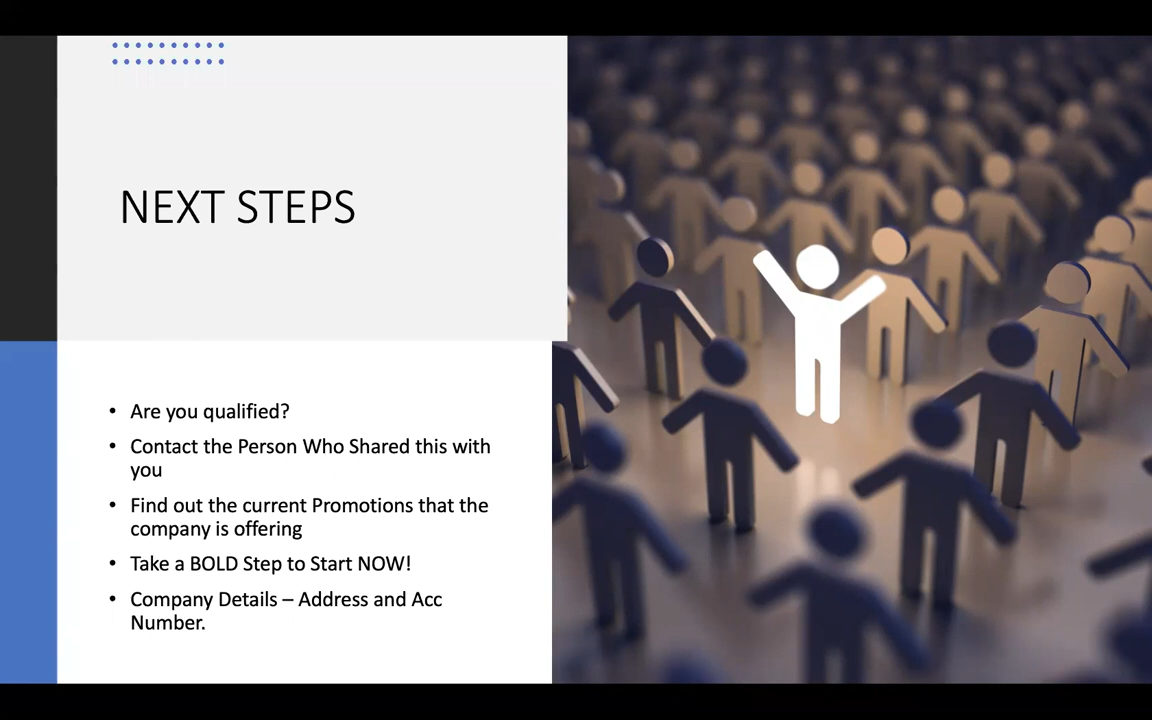 NEXT STEPS
• Are you qualified?
• Contact the Person Who Shared this with
you
• Find out the current Promotions that the
company is offering
• Take a BOLD Step to Start NOW!
• Company Details – Address and Acc
Number.